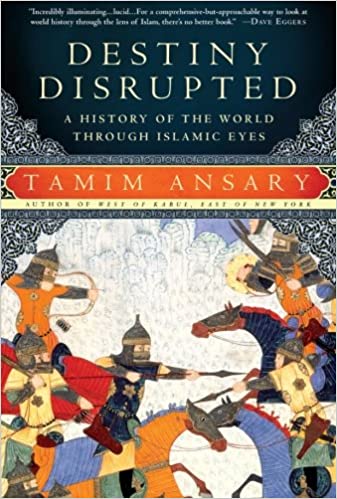 "Incredibly illuminating...lucid...For a comprehensive-but-approachable way to look at
world history through the lens of Islam, there's no better book." —DAVE EGGERS
DESTINY
DISRUPTED
A HISTORY OF THE WORLD
THROUGH ISLAMIC EYES
TAMIM ANSARY
AUTHOR OF WEST OF KABUL, EAST OF NEW YORK